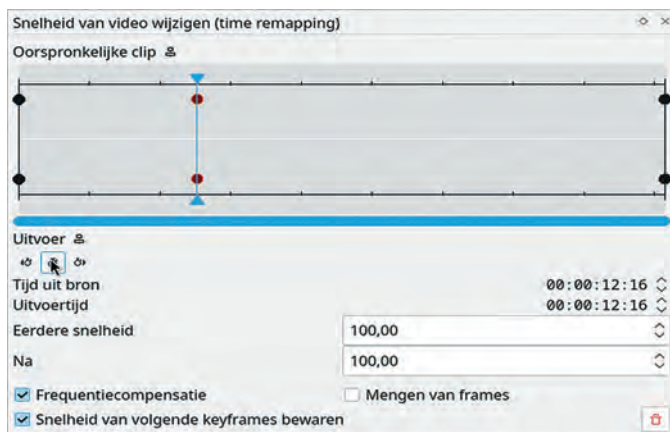 Snelheid van video wijzigen (time remapping)
Oorspronkelijke clip
Uitvoer
Tijd uit bron 00:00:12:16
Uitvoertijd 00:00:12:16
Eerdere snelheid 100,00
Na 100,00
Frequentiecompensatie Mengen van frames
Snelheid van volgende keyframes bewaren